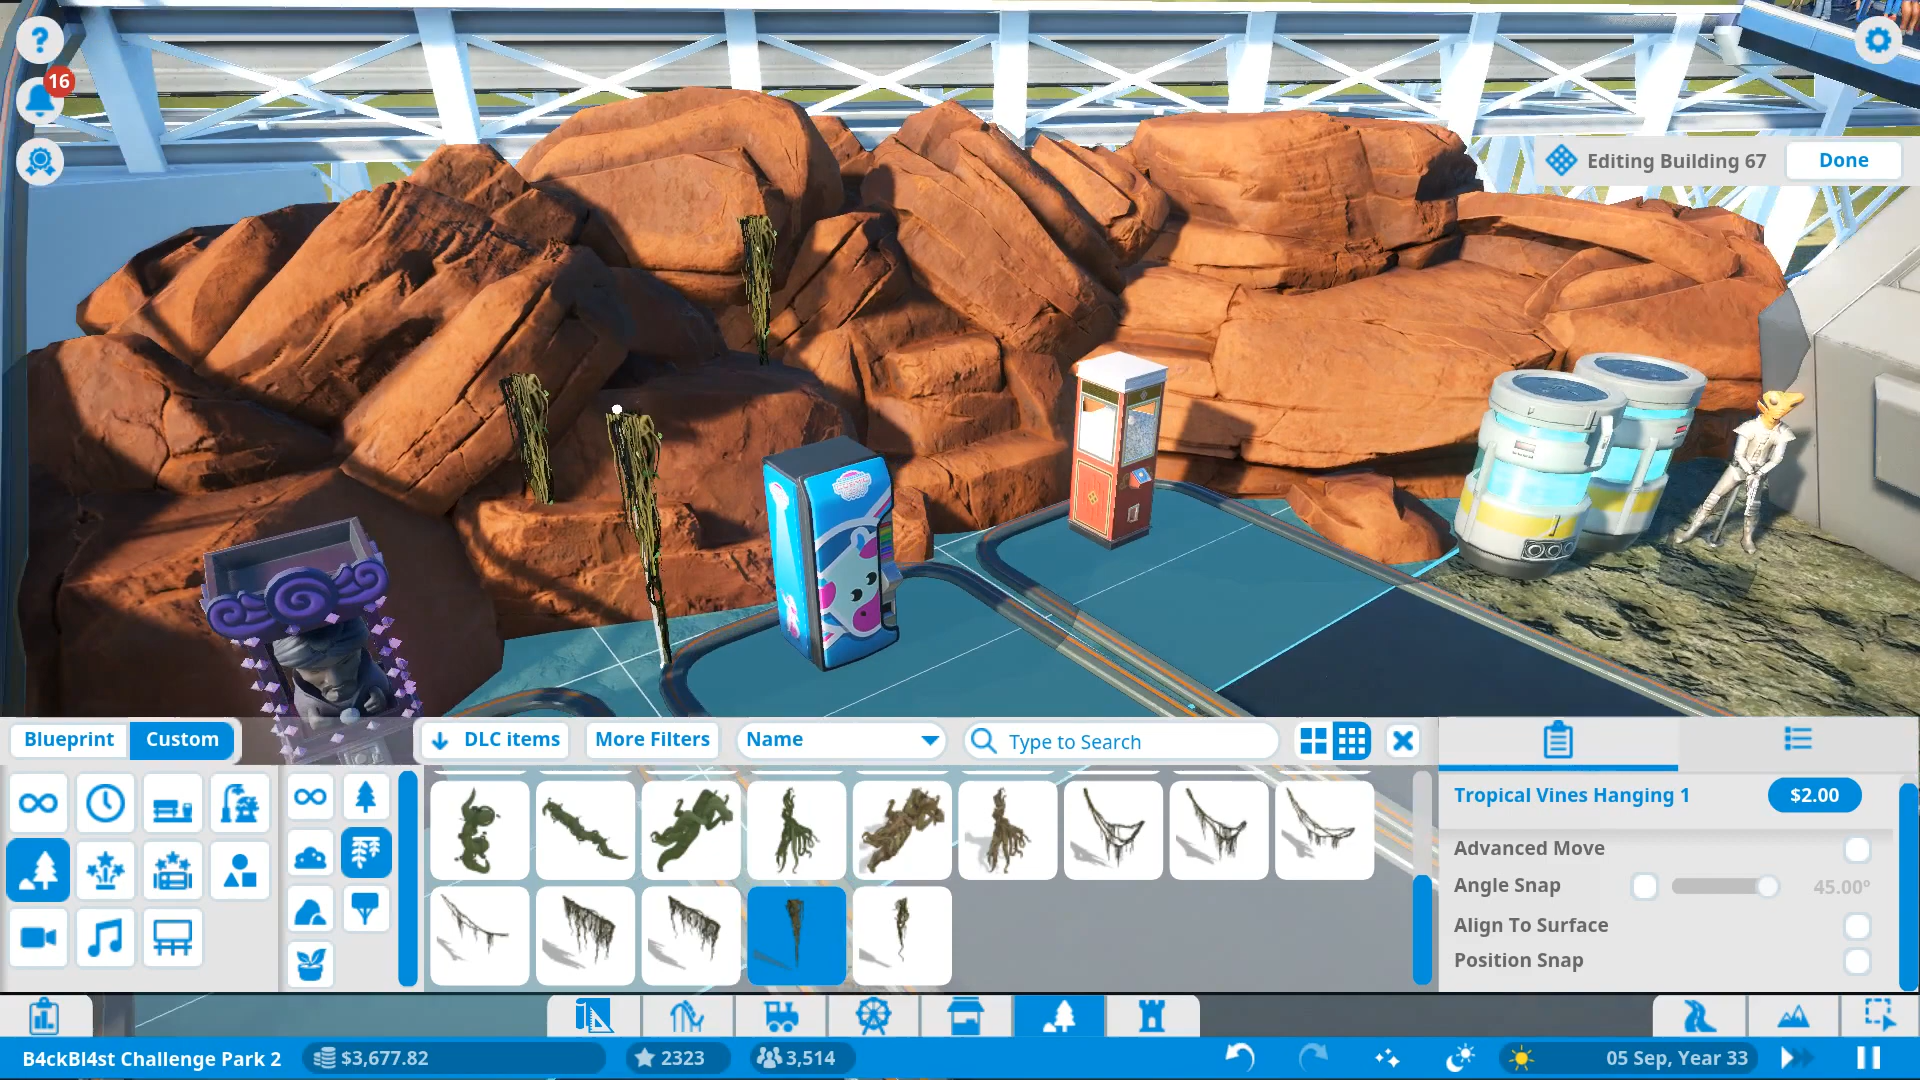 ?
16
Editing Building 67
Done
Blueprint
Custom
DLC items
More Filters
Name
Type to Search
Tropical Vines Hanging 1
$2.00
Advanced Move
Angle Snap
45.00°
Align To Surface
Position Snap
B4ckBl4st Challenge Park 2
$3,677.82
2323
3,514
05 Sep, Year 33